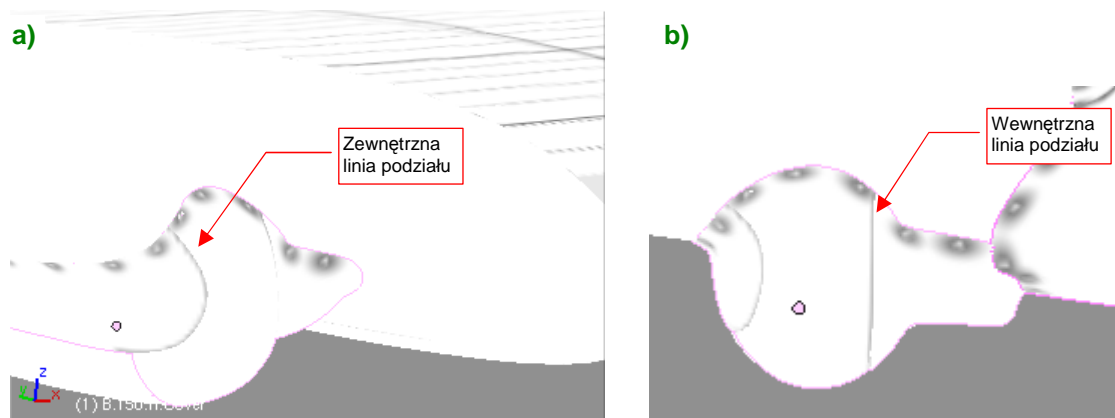 a)
Zewnętrzna
linia podziału
z
y x
(1) B.150.H.Cover
b)
Wewnętrzna
linia podziału